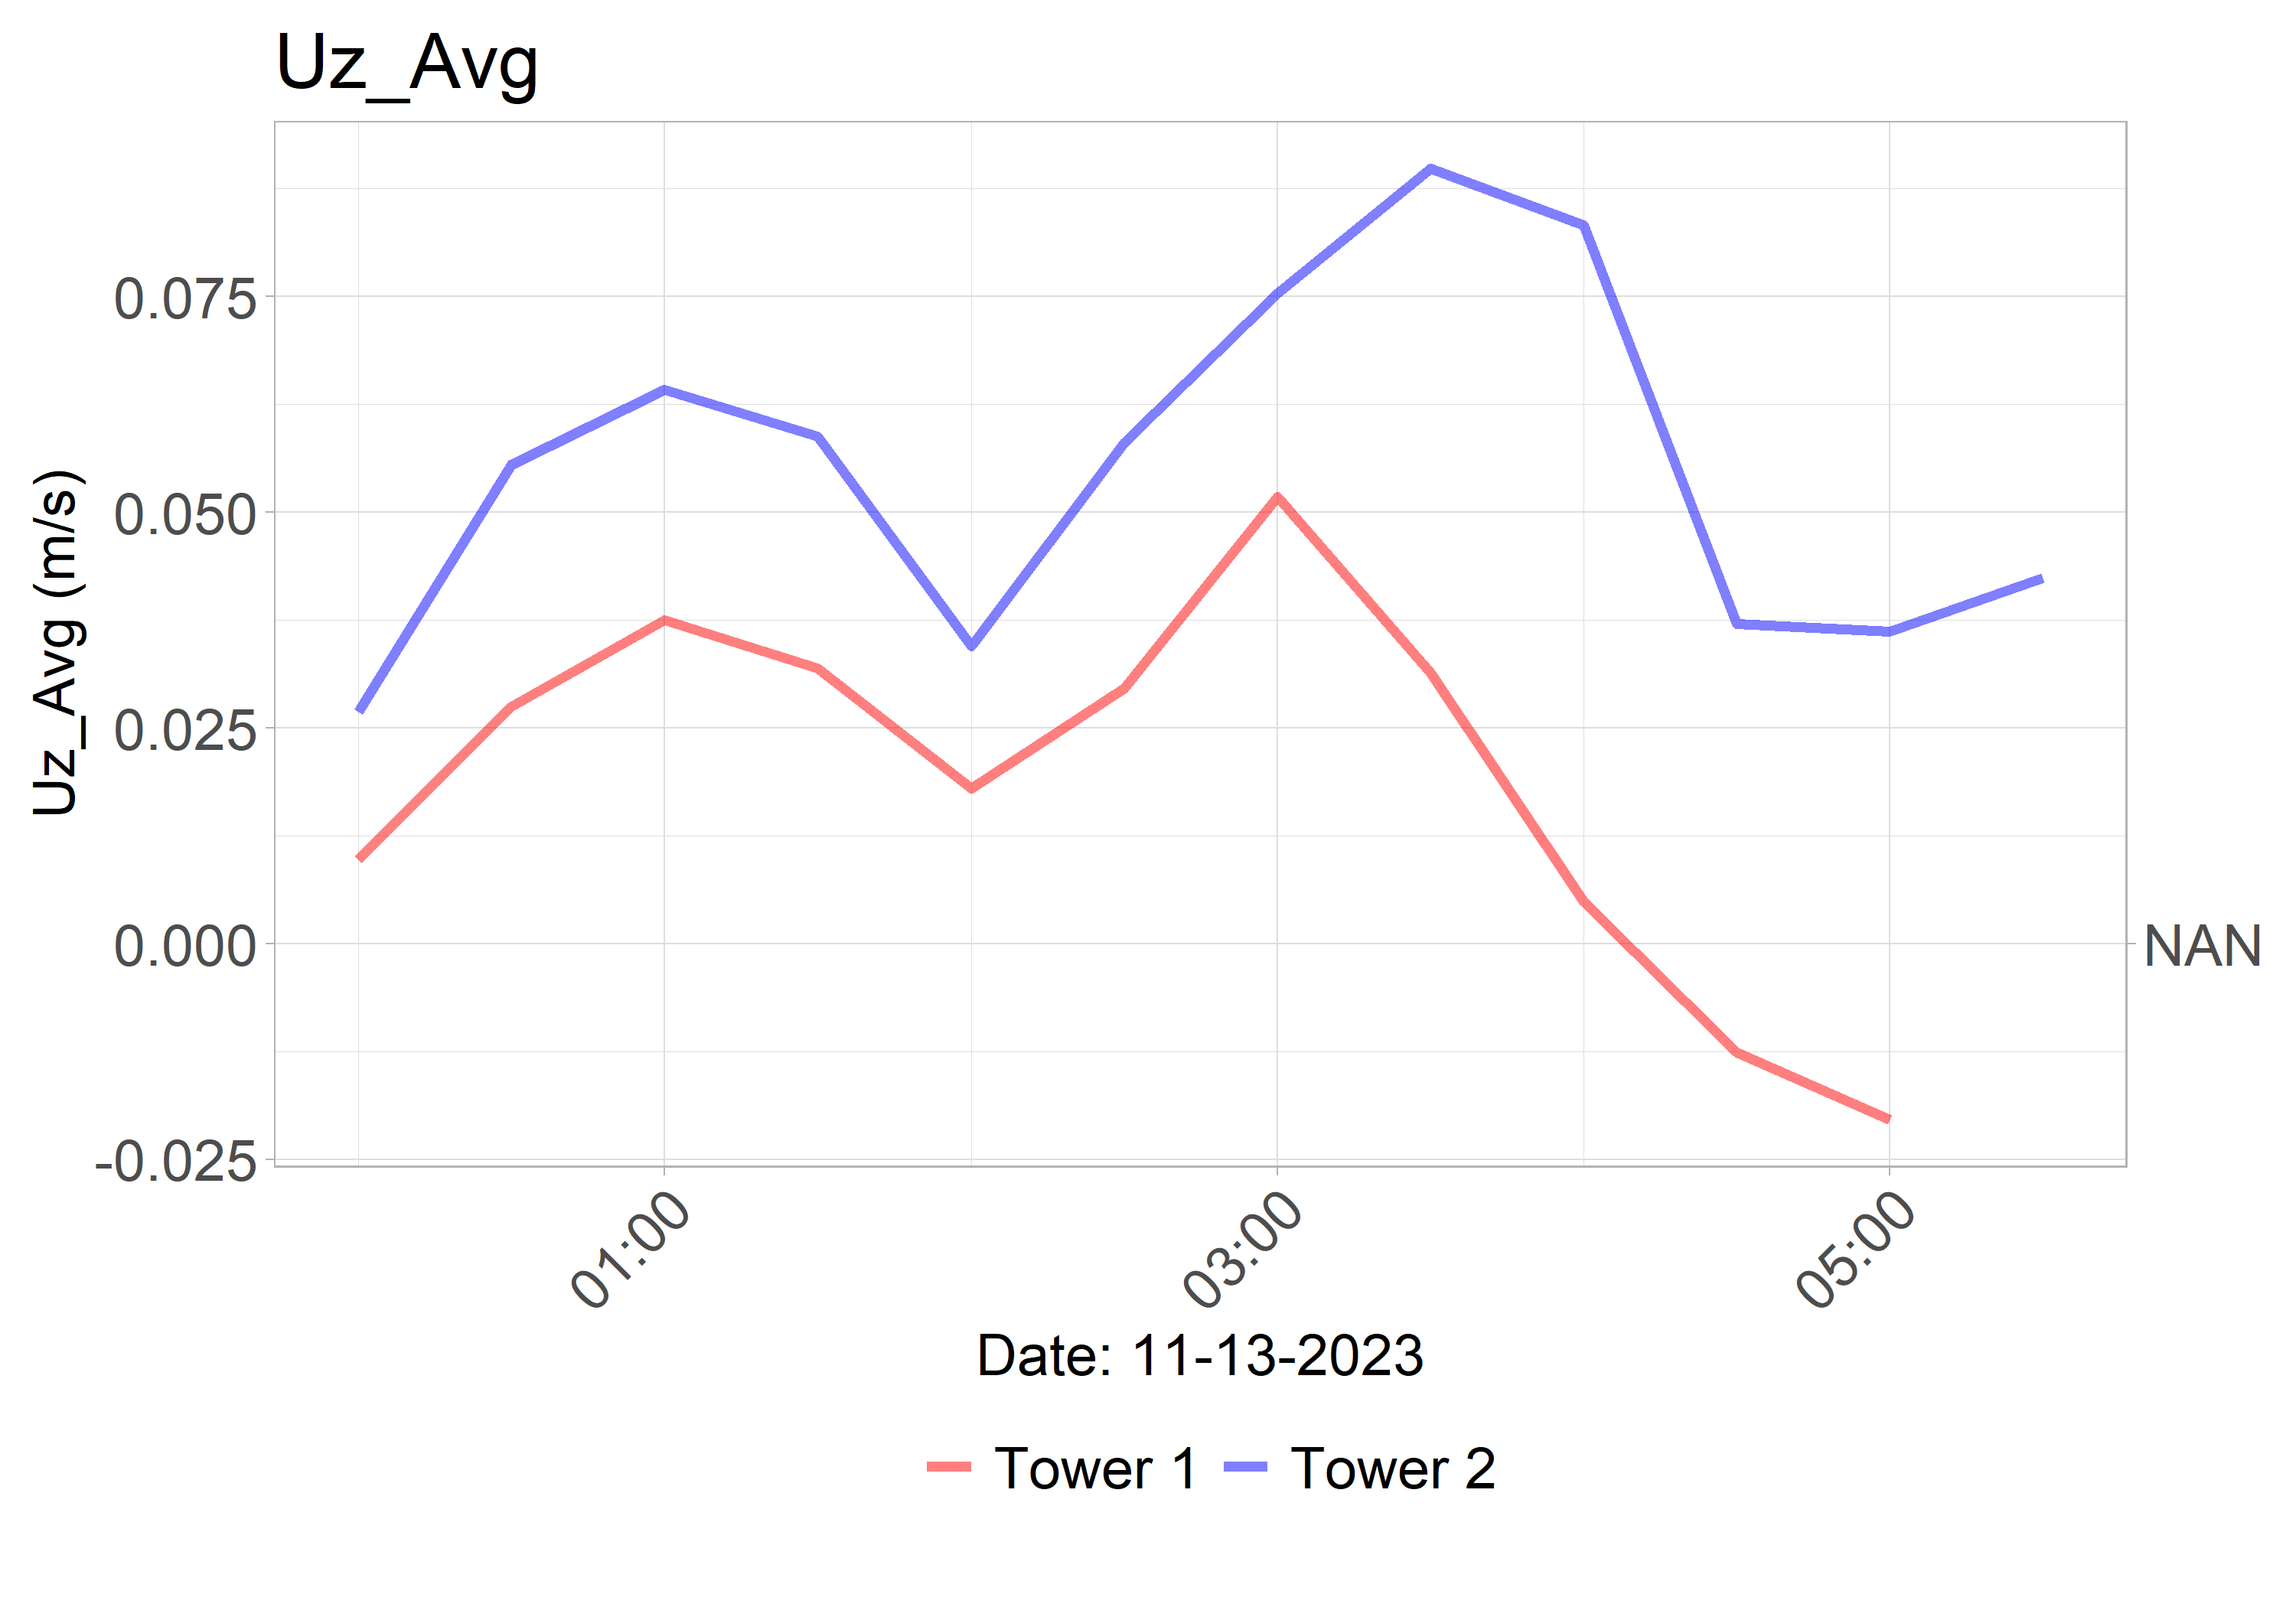 Uz_Avg
Uz_Avg (m/s)
0.075
0.050
0.025
0.000
-0.025
NAN
01:00
03:00
05:00
Date: 11-13-2023
Tower 1
Tower 2